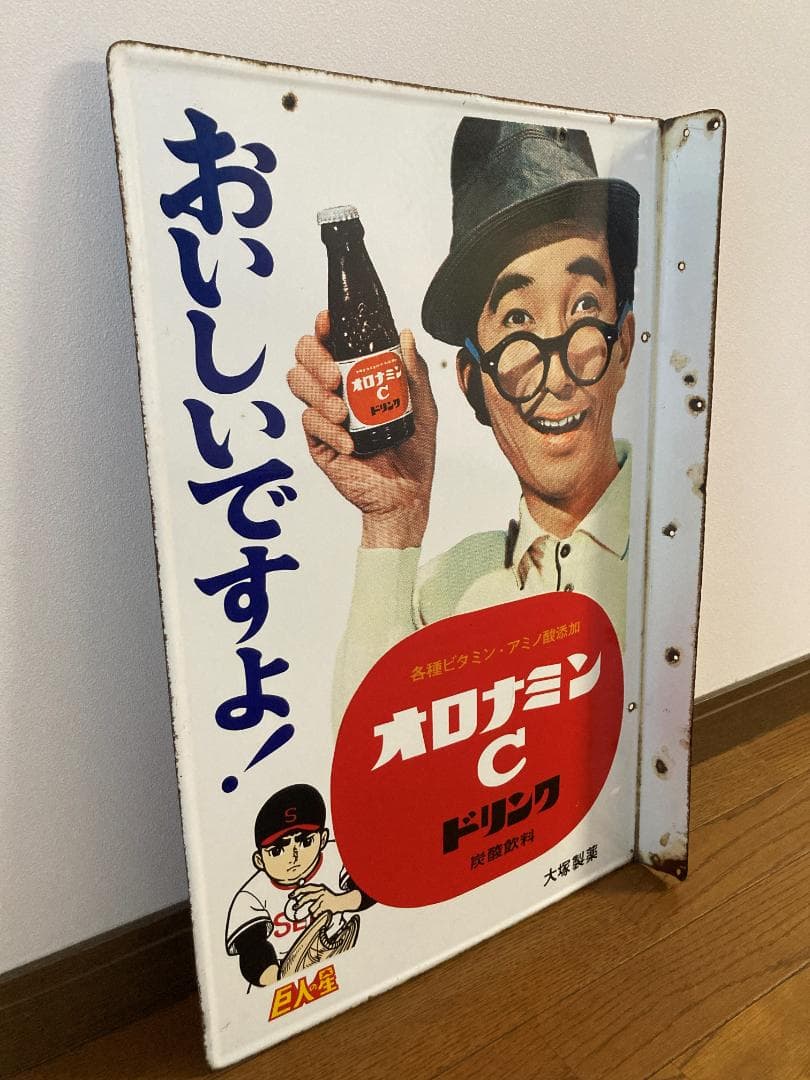 おいしいですよ!
オロナミン
C
ドリンク
各種ビタミン・アミノ酸添加
オロナミン
C
ドリンク
炭酸飲料
大塚製薬
S
巨人の星